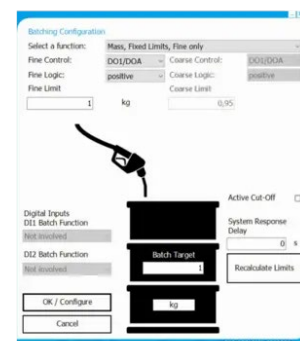 Batching Configuration
Select a function: Mass, Fixed Limits, Fine only
Fine Control: DO1/DOA Coarse Control: DO1/DOA
Fine Logic: positive Coarse Logic: positive
Fine Limit Coarse Limit
1 kg 0,95
Active Cut-Off
Digital Inputs
DI1 Batch Function
Not involved
System Response
Delay
0 s
DI2 Batch Function
Not involved
Batch Target
1
Recalculate Limits
OK / Configure
kg
Cancel